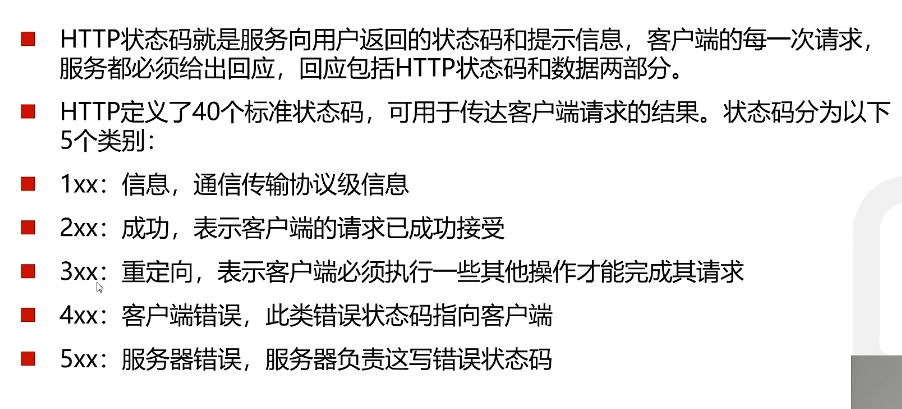 HTTP状态码就是服务向用户返回的状态码和提示信息，客户端的每一次请求，
服务都必须给出回应，回应包括HTTP状态码和数据两部分。
HTTP定义了40个标准状态码，可用于传达客户端请求的结果。状态码分为以下
5个类别：
1xx：信息，通信传输协议级信息
2xx：成功，表示客户端的请求已成功接受
3xx：重定向，表示客户端必须执行一些其他操作才能完成其请求
4xx：客户端错误，此类错误状态码指向客户端
5xx：服务器错误，服务器负责这写错误状态码